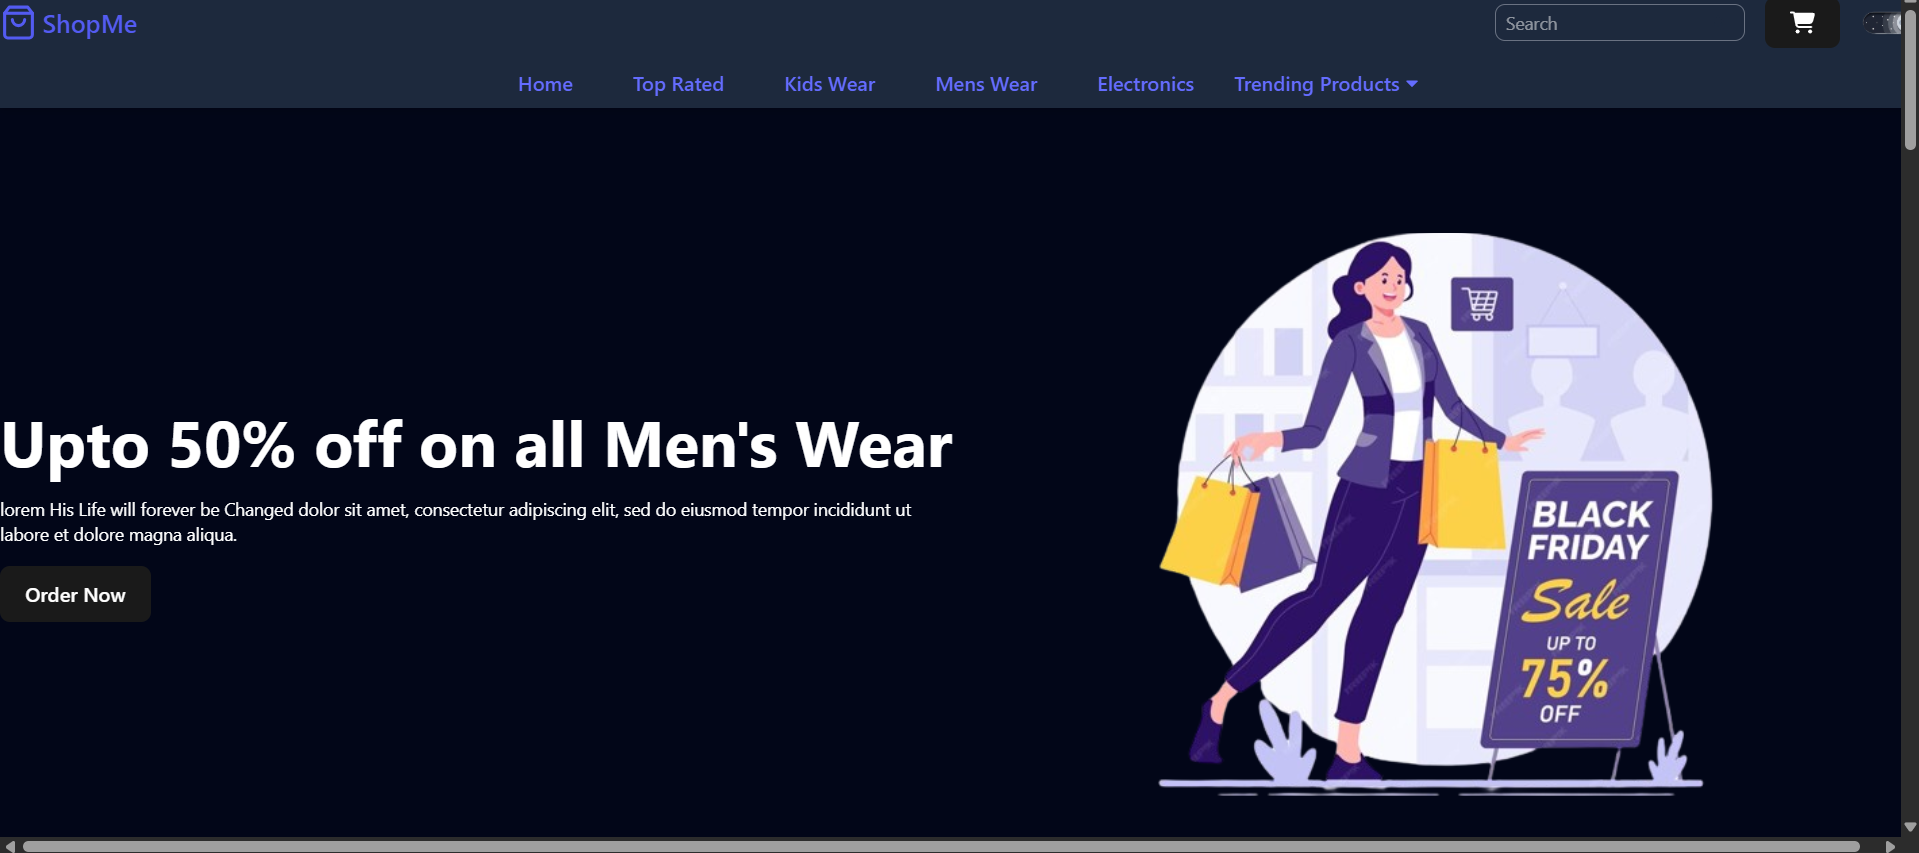 ShopMe
Search
Home Top Rated Kids Wear Mens Wear Electronics Trending Products
Upto 50% off on all Men's Wear
lorem His Life will forever be Changed dolor sit amet, consectetur adipiscing elit, sed do eiusmod tempor incididunt ut
labore et dolore magna aliqua.
Order Now
BLACK
FRIDAY
Sale
UP TO
75%
OFF